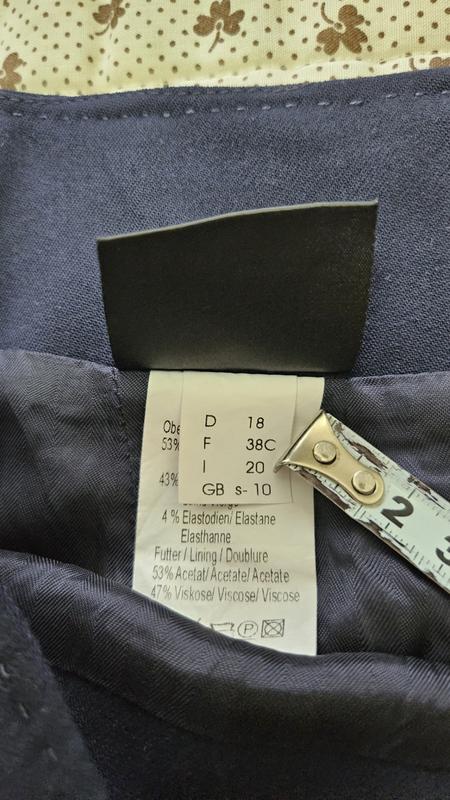 D 18
F 38C
I 20
GB s- 10
Obe
53%
43%
4 % Elastodien/ Elastane
Elasthanne
Futter / Lining / Doublure
53% Acetat/ Acetate/ Acetate
47% Viskose/ Viscose/ Viscose
P
2
3